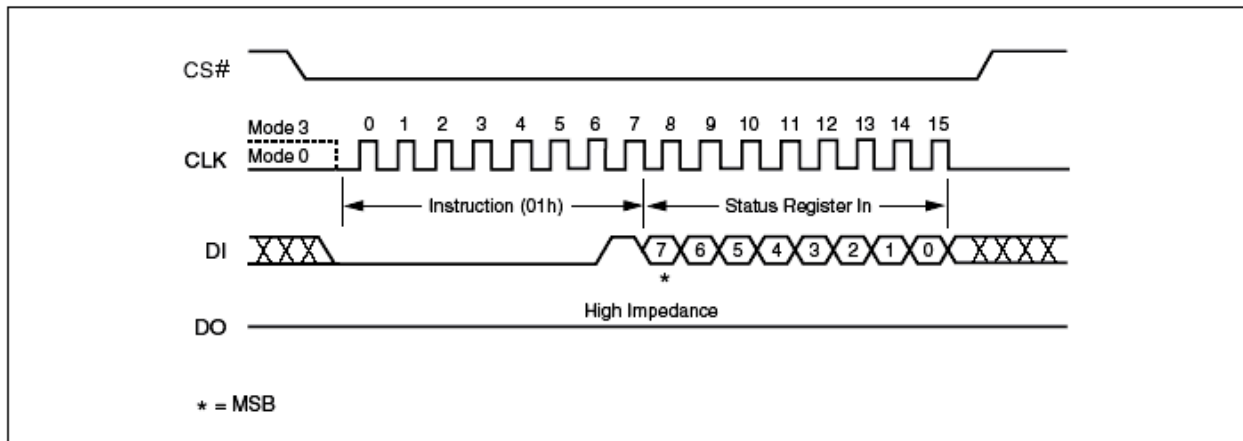 CS#
Mode 3
0 1 2 3 4 5 6 7 8 9 10 11 12 13 14 15
CLK
Mode 0
Instruction (01h)
Status Register In
DI
7 6 5 4 3 2 1 0
*
High Impedance
DO
* = MSB